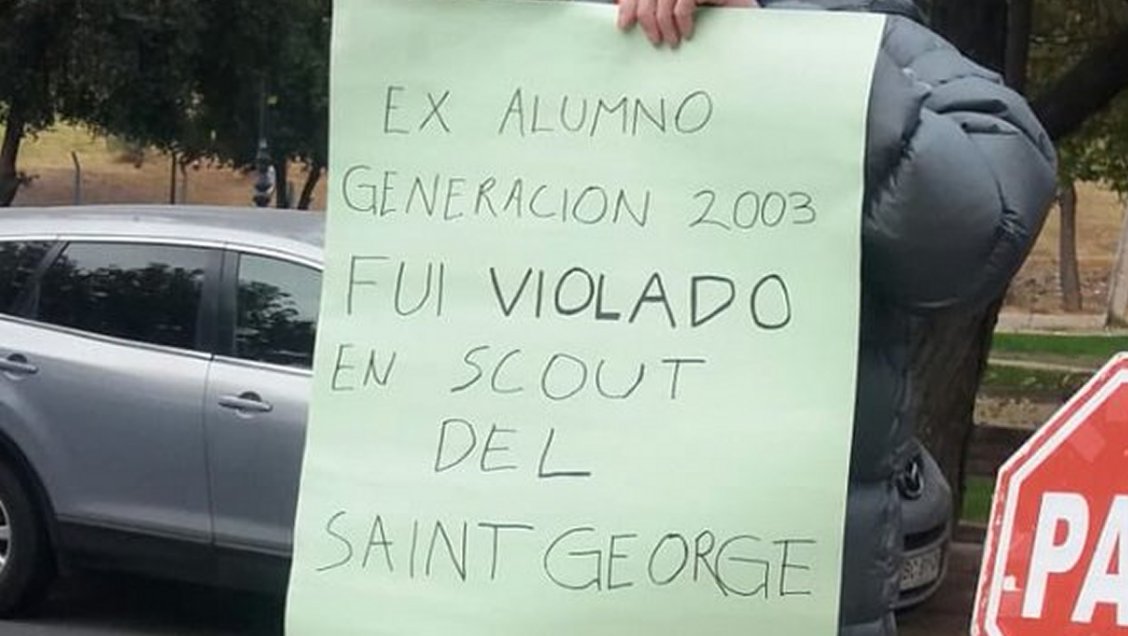 EX ALUMNO
GENERACION 2003
FUI VIOLADO
EN SCOUT
DEL
SAINT GEORGE
PA